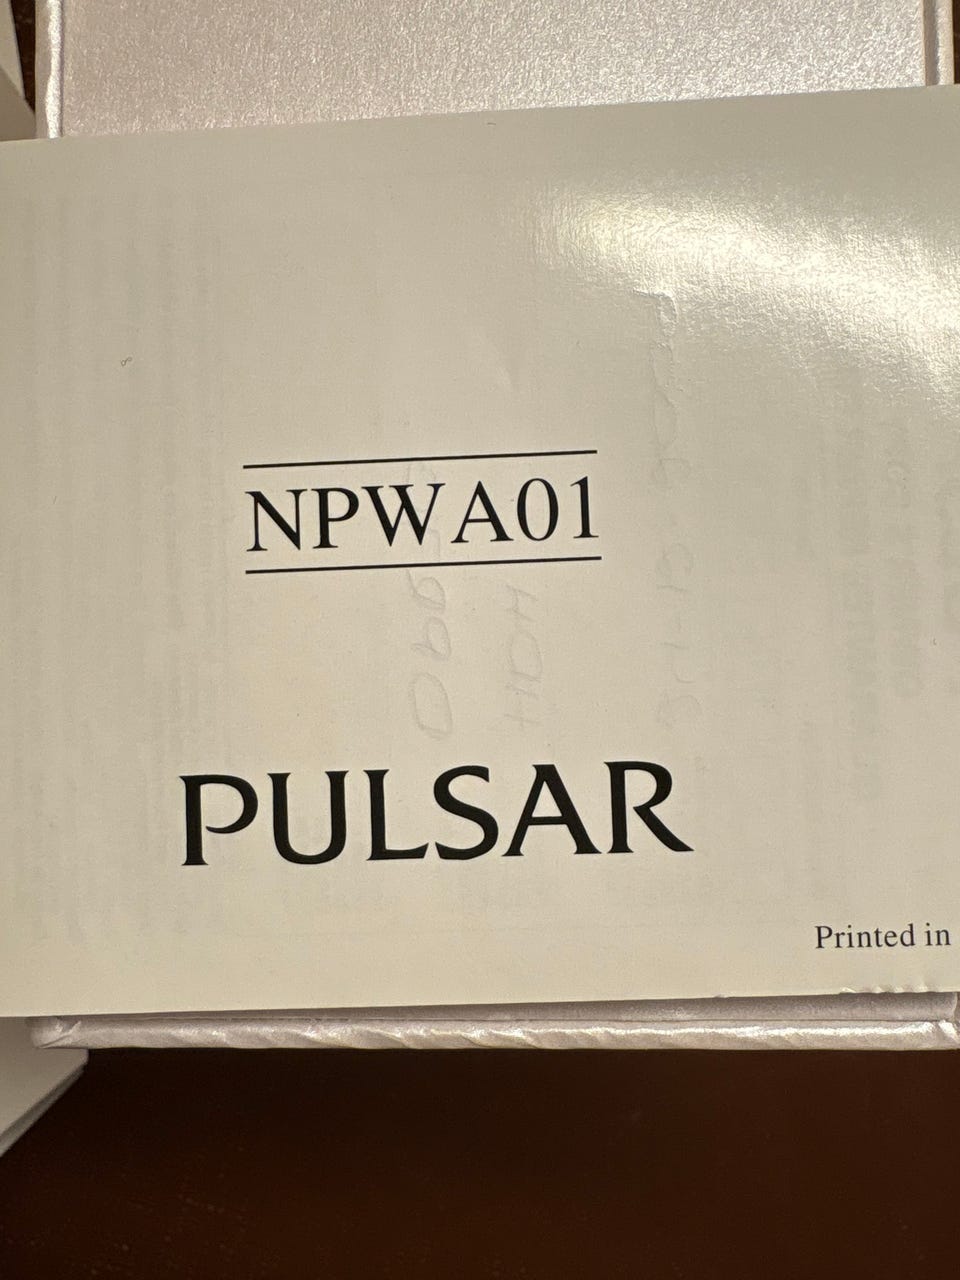 NPWA01
PULSAR
Printed in